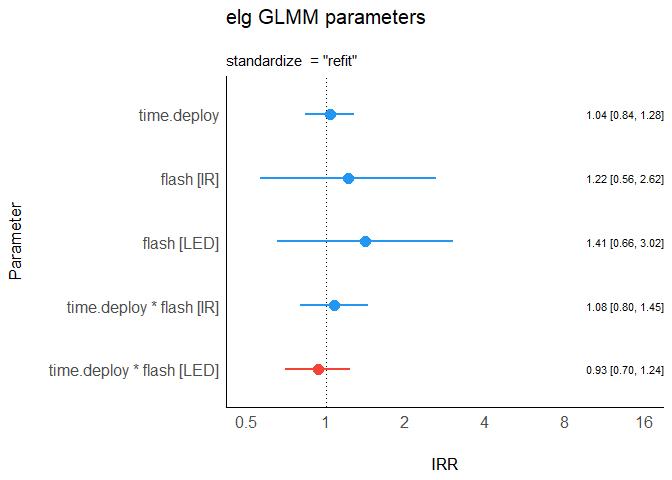 elg GLMM parameters
standardize  = "refit"
time.deploy
1.04 [0.84, 1.28]
flash [IR]
1.22 [0.56, 2.62]
flash [LED]
1.41 [0.66, 3.02]
time.deploy * flash [IR]
1.08 [0.80, 1.45]
time.deploy * flash [LED]
0.93 [0.70, 1.24]
Parameter
0.5 1 2 4 8 16
IRR